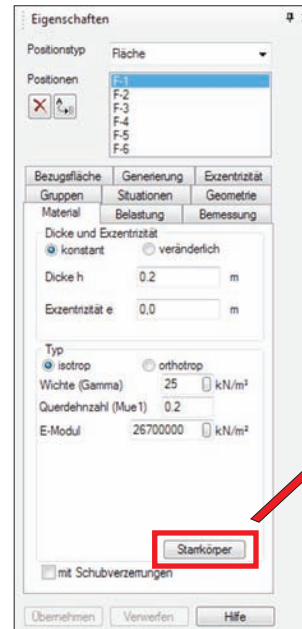 Eigenschaften
Positionstyp Fläche
Positionen F-1
F-2
F-3
F-4
F-5
F-6
Bezugsfläche Generierung Exzentrizität
Gruppen Situationen Geometrie
Material Belastung Bemessung
Dicke und Exzentrizität
konstant veränderlich
Dicke h 0.2 m
Exzentrizität e 0,0 m
Typ
isotrop orthotrop
Wichte (Gamma) 25 kN/m³
Querdehnzahl (Mue1) 0.2
E-Modul 26700000 kN/m²
Starrkörper
mit Schubverzerrungen
Übernehmen Verwerfen Hilfe